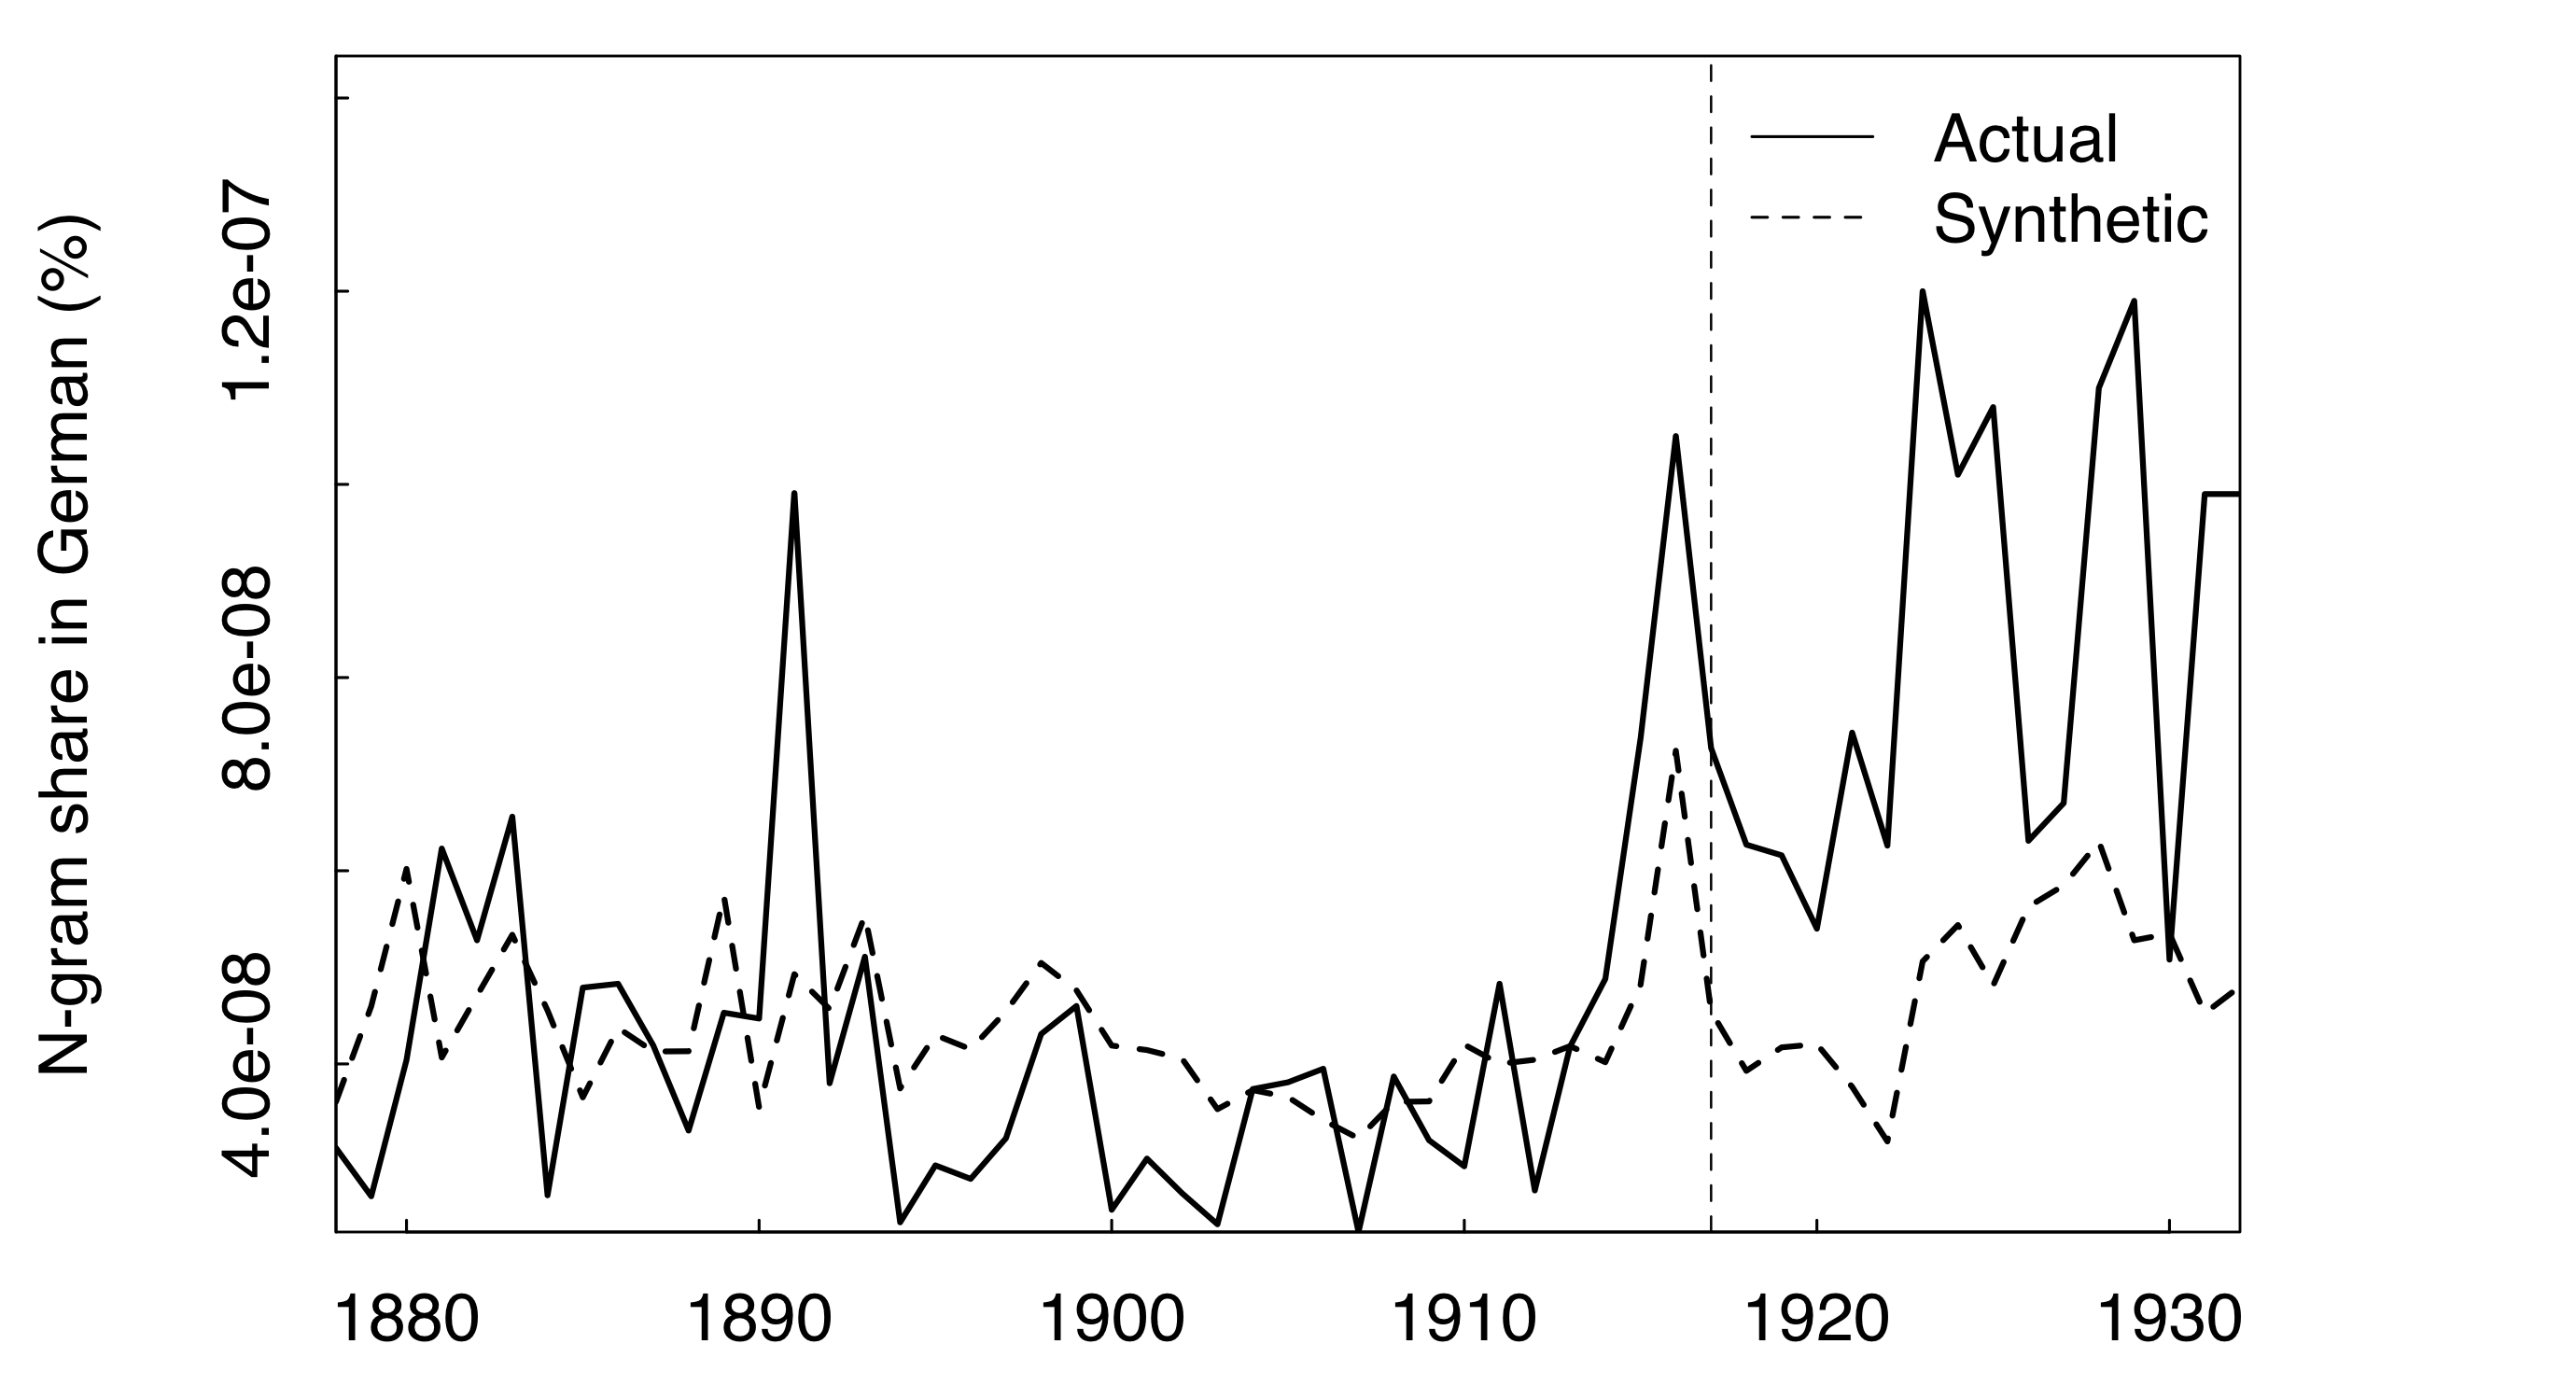 N-gram share in German (%)
1.2e-07
8.0e-08
4.0e-08
Actual
Synthetic
1880 1890 1900 1910 1920 1930